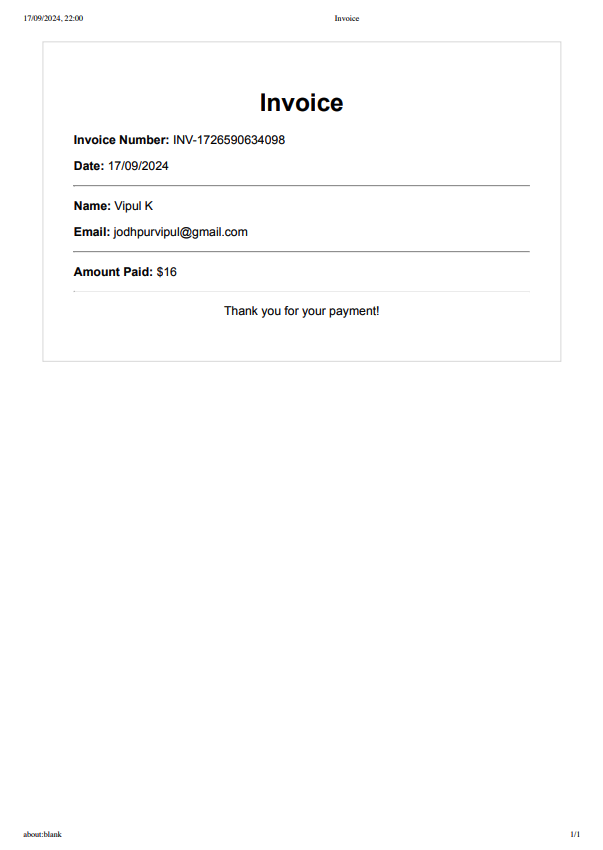 17/09/2024, 22:00 Invoice
Invoice
Invoice Number: INV-1726590634098
Date: 17/09/2024
Name: Vipul K
Email: jodhpurvipul@gmail.com
Amount Paid: $16
Thank you for your payment!
about:blank 1/1